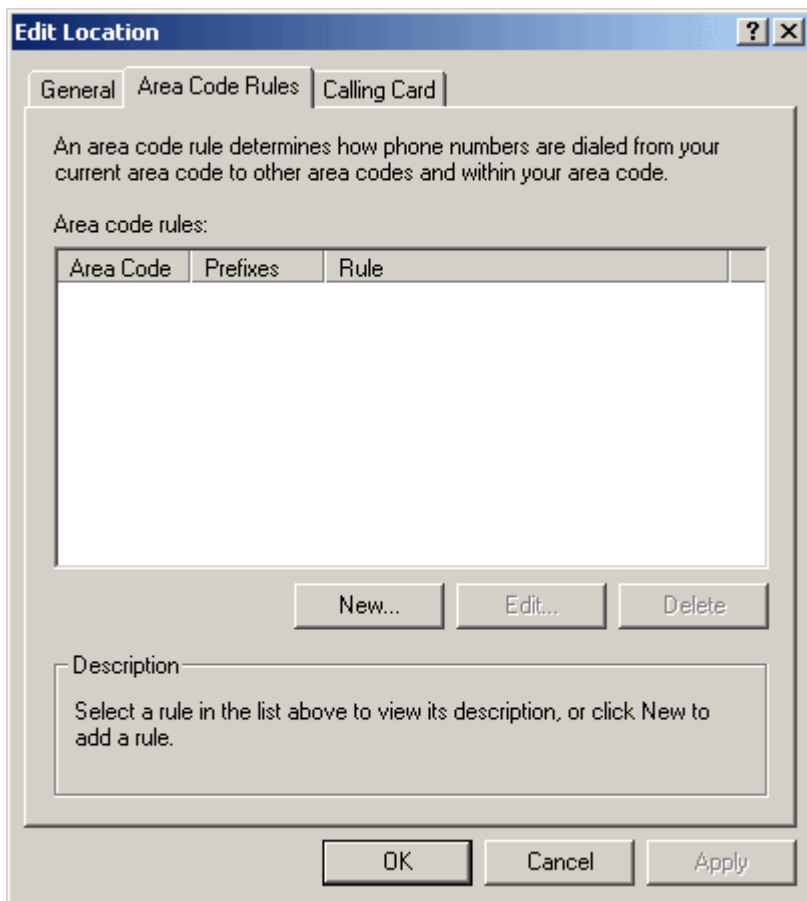 Edit Location
General Area Code Rules Calling Card
An area code rule determines how phone numbers are dialed from your
current area code to other area codes and within your area code.
Area code rules:
Area Code Prefixes Rule
New... Edit... Delete
Description
Select a rule in the list above to view its description, or click New to
add a rule.
OK Cancel Apply